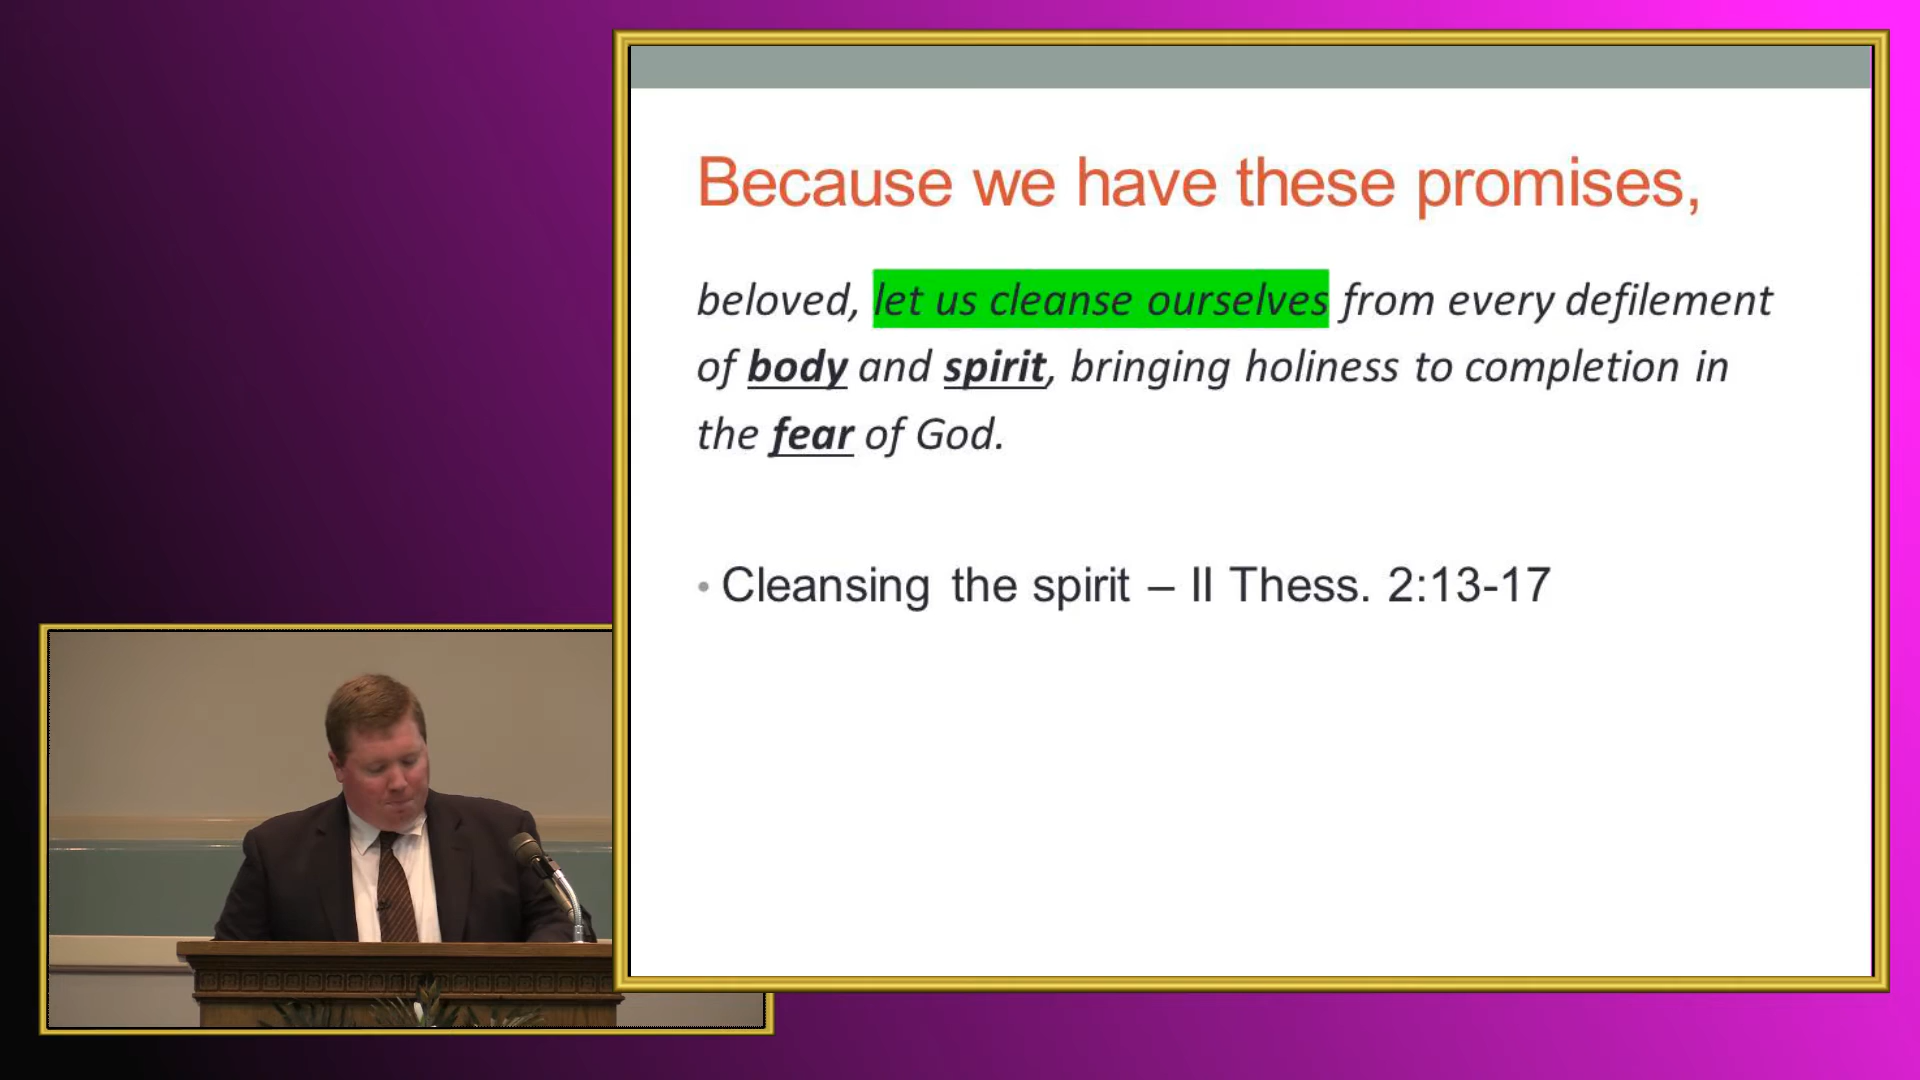 Because we have these promises,
beloved, let us cleanse ourselves from every defilement
of body and spirit, bringing holiness to completion in
the fear of God.
• Cleansing the spirit – II Thess. 2:13-17